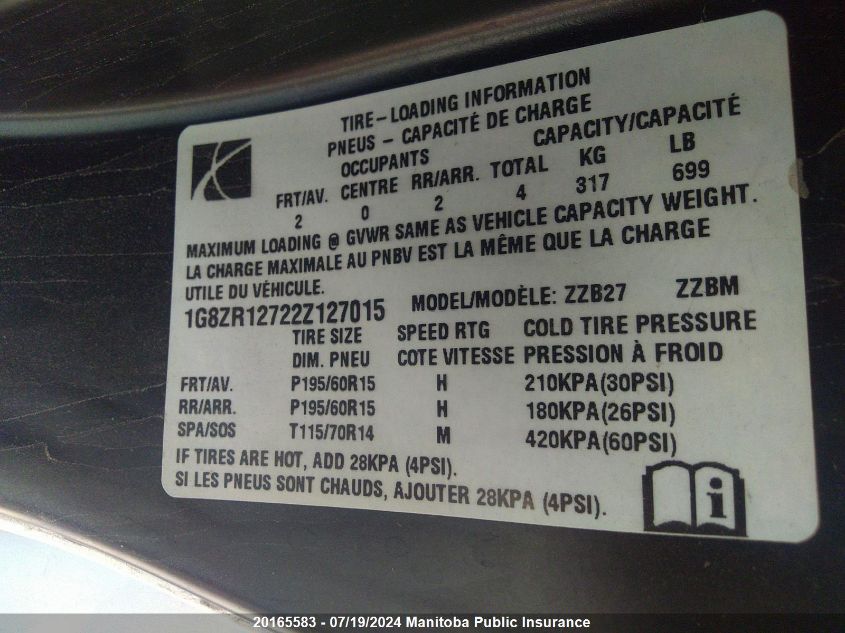 TIRE-LOADING INFORMATION
PNEUS - CAPACITÉ DE CHARGE
OCCUPANTS CAPACITY/CAPACITÉ
FRT/AV. CENTRE RR/ARR. TOTAL KG LB
2 0 2 4 317 699
MAXIMUM LOADING @ GVWR SAME AS VEHICLE CAPACITY WEIGHT.
LA CHARGE MAXIMALE AU PNBV EST LA MÊME QUE LA CHARGE
UTILE DU VÉHICULE.
1G8ZR12722Z127015 MODEL/MODÈLE: ZZB27 ZZBM
TIRE SIZE SPEED RTG COLD TIRE PRESSURE
DIM. PNEU COTE VITESSE PRESSION À FROID
FRT/AV. P195/60R15 H 210KPA(30PSI)
RR/ARR. P195/60R15 H 180KPA(26PSI)
SPA/SOS T115/70R14 M 420KPA(60PSI)
IF TIRES ARE HOT, ADD 28KPA (4PSI).
SI LES PNEUS SONT CHAUDS, AJOUTER 28KPA (4PSI).
i
20165583 - 07/19/2024 Manitoba Public Insurance